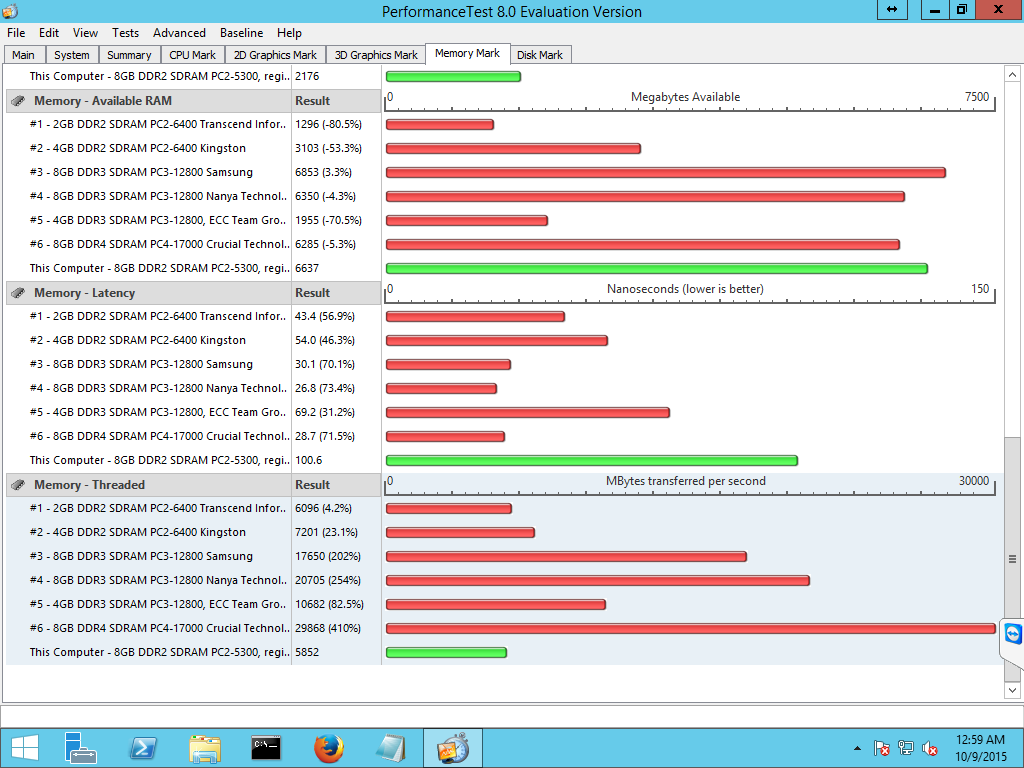 PerformanceTest 8.0 Evaluation Version
File Edit View Tests Advanced Baseline Help
Main System Summary CPU Mark 2D Graphics Mark 3D Graphics Mark Memory Mark Disk Mark
This Computer - 8GB DDR2 SDRAM PC2-5300, regi.. 2176
Memory - Available RAM Result 0 Megabytes Available 7500
#1 - 2GB DDR2 SDRAM PC2-6400 Transcend Infor.. 1296 (-80.5%)
#2 - 4GB DDR2 SDRAM PC2-6400 Kingston 3103 (-53.3%)
#3 - 8GB DDR3 SDRAM PC3-12800 Samsung 6853 (3.3%)
#4 - 8GB DDR3 SDRAM PC3-12800 Nanya Technol.. 6350 (-4.3%)
#5 - 4GB DDR3 SDRAM PC3-12800, ECC Team Gro.. 1955 (-70.5%)
#6 - 8GB DDR4 SDRAM PC4-17000 Crucial Technol.. 6285 (-5.3%)
This Computer - 8GB DDR2 SDRAM PC2-5300, regi.. 6637
Memory - Latency Result 0 Nanoseconds (lower is better) 150
#1 - 2GB DDR2 SDRAM PC2-6400 Transcend Infor.. 43.4 (56.9%)
#2 - 4GB DDR2 SDRAM PC2-6400 Kingston 54.0 (46.3%)
#3 - 8GB DDR3 SDRAM PC3-12800 Samsung 30.1 (70.1%)
#4 - 8GB DDR3 SDRAM PC3-12800 Nanya Technol.. 26.8 (73.4%)
#5 - 4GB DDR3 SDRAM PC3-12800, ECC Team Gro.. 69.2 (31.2%)
#6 - 8GB DDR4 SDRAM PC4-17000 Crucial Technol.. 28.7 (71.5%)
This Computer - 8GB DDR2 SDRAM PC2-5300, regi.. 100.6
Memory - Threaded Result 0 MBytes transferred per second 30000
#1 - 2GB DDR2 SDRAM PC2-6400 Transcend Infor.. 6096 (4.2%)
#2 - 4GB DDR2 SDRAM PC2-6400 Kingston 7201 (23.1%)
#3 - 8GB DDR3 SDRAM PC3-12800 Samsung 17650 (202%)
#4 - 8GB DDR3 SDRAM PC3-12800 Nanya Technol.. 20705 (254%)
#5 - 4GB DDR3 SDRAM PC3-12800, ECC Team Gro.. 10682 (82.5%)
#6 - 8GB DDR4 SDRAM PC4-17000 Crucial Technol.. 29868 (410%)
This Computer - 8GB DDR2 SDRAM PC2-5300, regi.. 5852
12:59 AM
10/9/2015